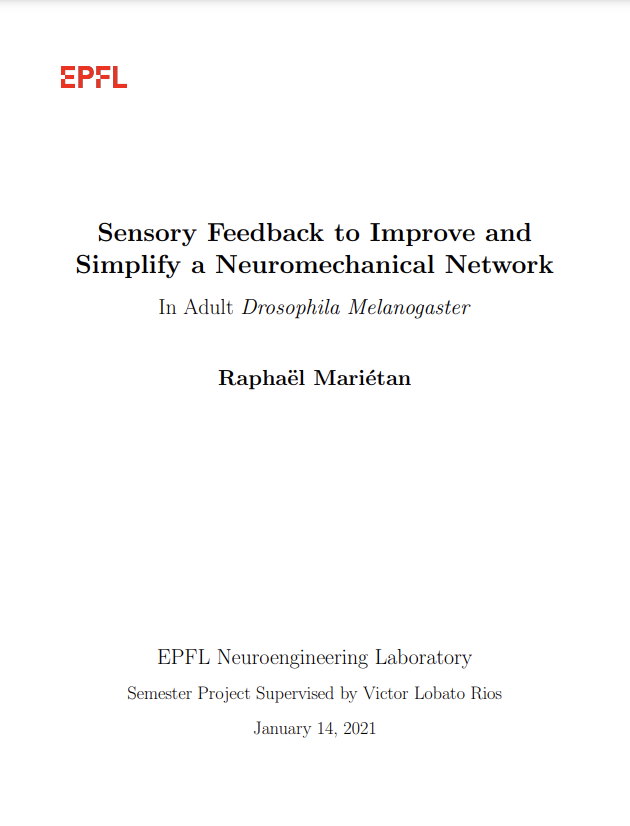 EPFL
Sensory Feedback to Improve and
Simplify a Neuromechanical Network
In Adult Drosophila Melanogaster
Raphaël Mariétan
EPFL Neuroengineering Laboratory
Semester Project Supervised by Victor Lobato Rios
January 14, 2021